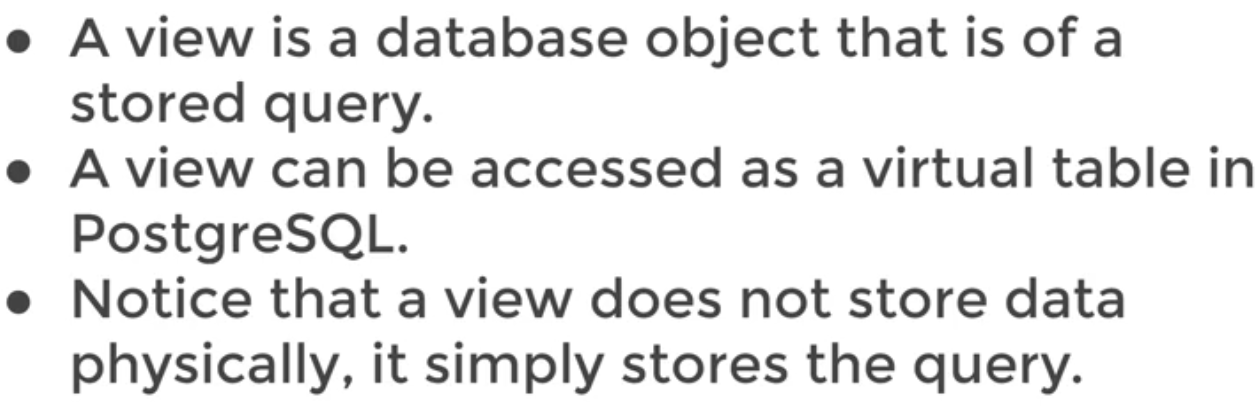 • A view is a database object that is of a
stored query.
• A view can be accessed as a virtual table in
PostgreSQL.
• Notice that a view does not store data
physically, it simply stores the query.